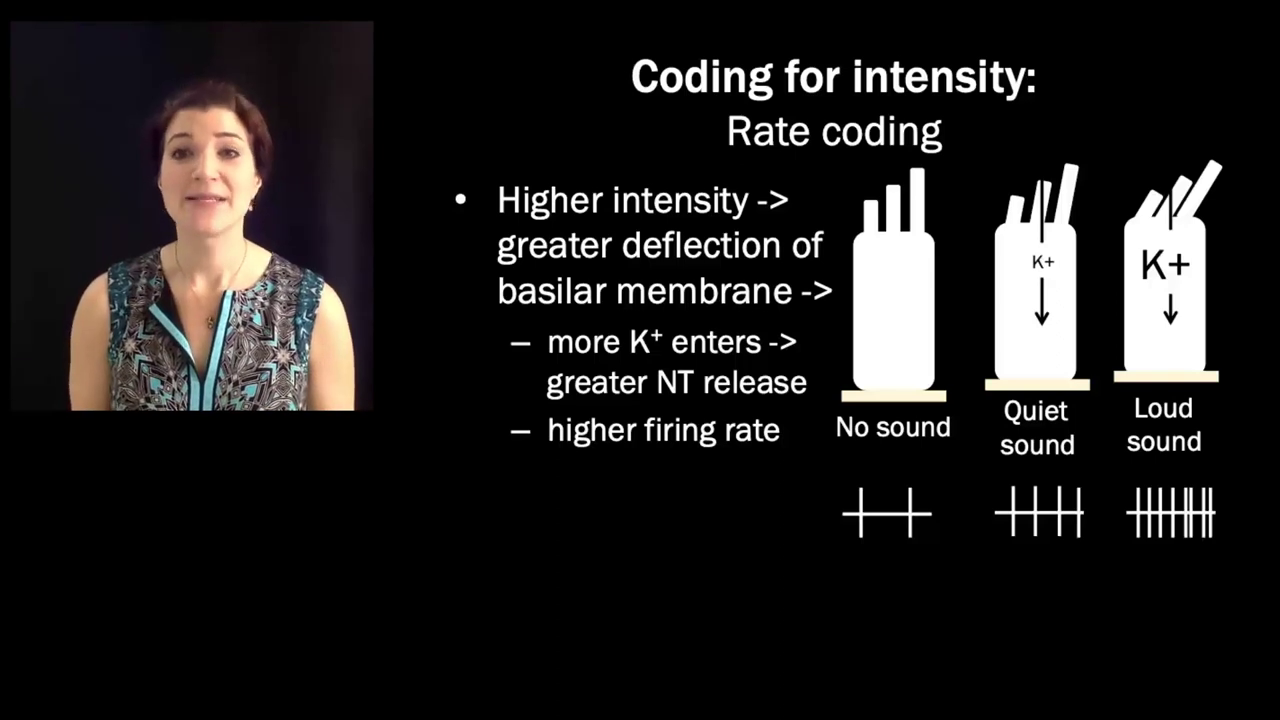 Coding for intensity:
Rate coding
• Higher intensity ->
greater deflection of
basilar membrane ->
– more K⁺ enters ->
greater NT release
– higher firing rate
K+
K+
No sound
Quiet
sound
Loud
sound